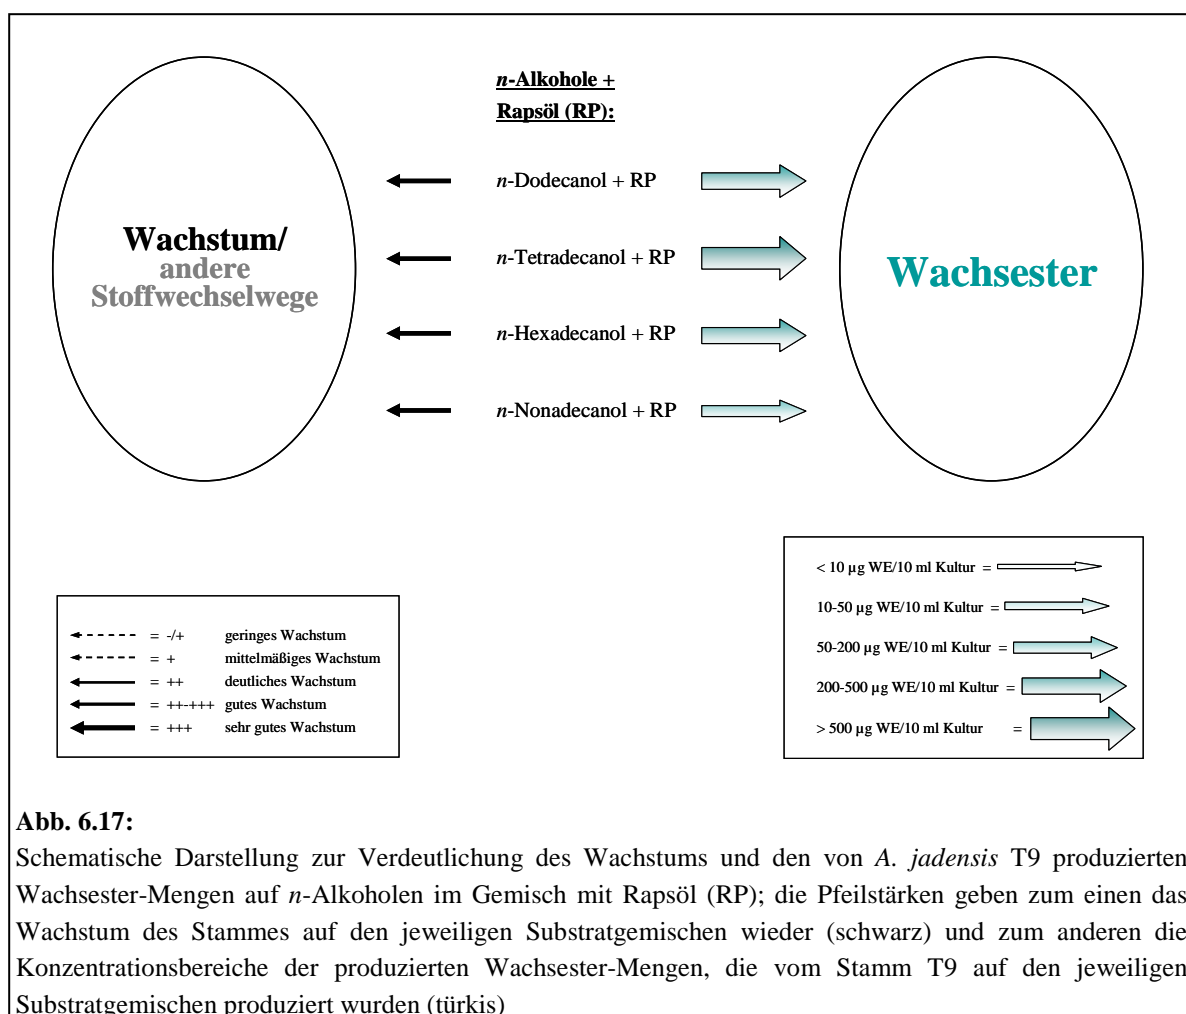 n-Alkohole +
Rapsöl (RP):
n-Dodecanol + RP
n-Tetradecanol + RP
n-Hexadecanol + RP
n-Nonadecanol + RP
Wachstum/
andere
Stoffwechselwege
Wachsester
= -/+ geringes Wachstum
= + mittelmäßiges Wachstum
= ++ deutliches Wachstum
= ++-+++ gutes Wachstum
= +++ sehr gutes Wachstum
< 10 µg WE/10 ml Kultur =
10-50 µg WE/10 ml Kultur =
50-200 µg WE/10 ml Kultur =
200-500 µg WE/10 ml Kultur =
> 500 µg WE/10 ml Kultur =
Abb. 6.17:
Schematische Darstellung zur Verdeutlichung des Wachstums und den von A. jadensis T9 produzierten
Wachsester-Mengen auf n-Alkoholen im Gemisch mit Rapsöl (RP); die Pfeilstärken geben zum einen das
Wachstum des Stammes auf den jeweiligen Substratgemischen wieder (schwarz) und zum anderen die
Konzentrationsbereiche der produzierten Wachsester-Mengen, die vom Stamm T9 auf den jeweiligen
Substratgemischen produziert wurden (türkis)